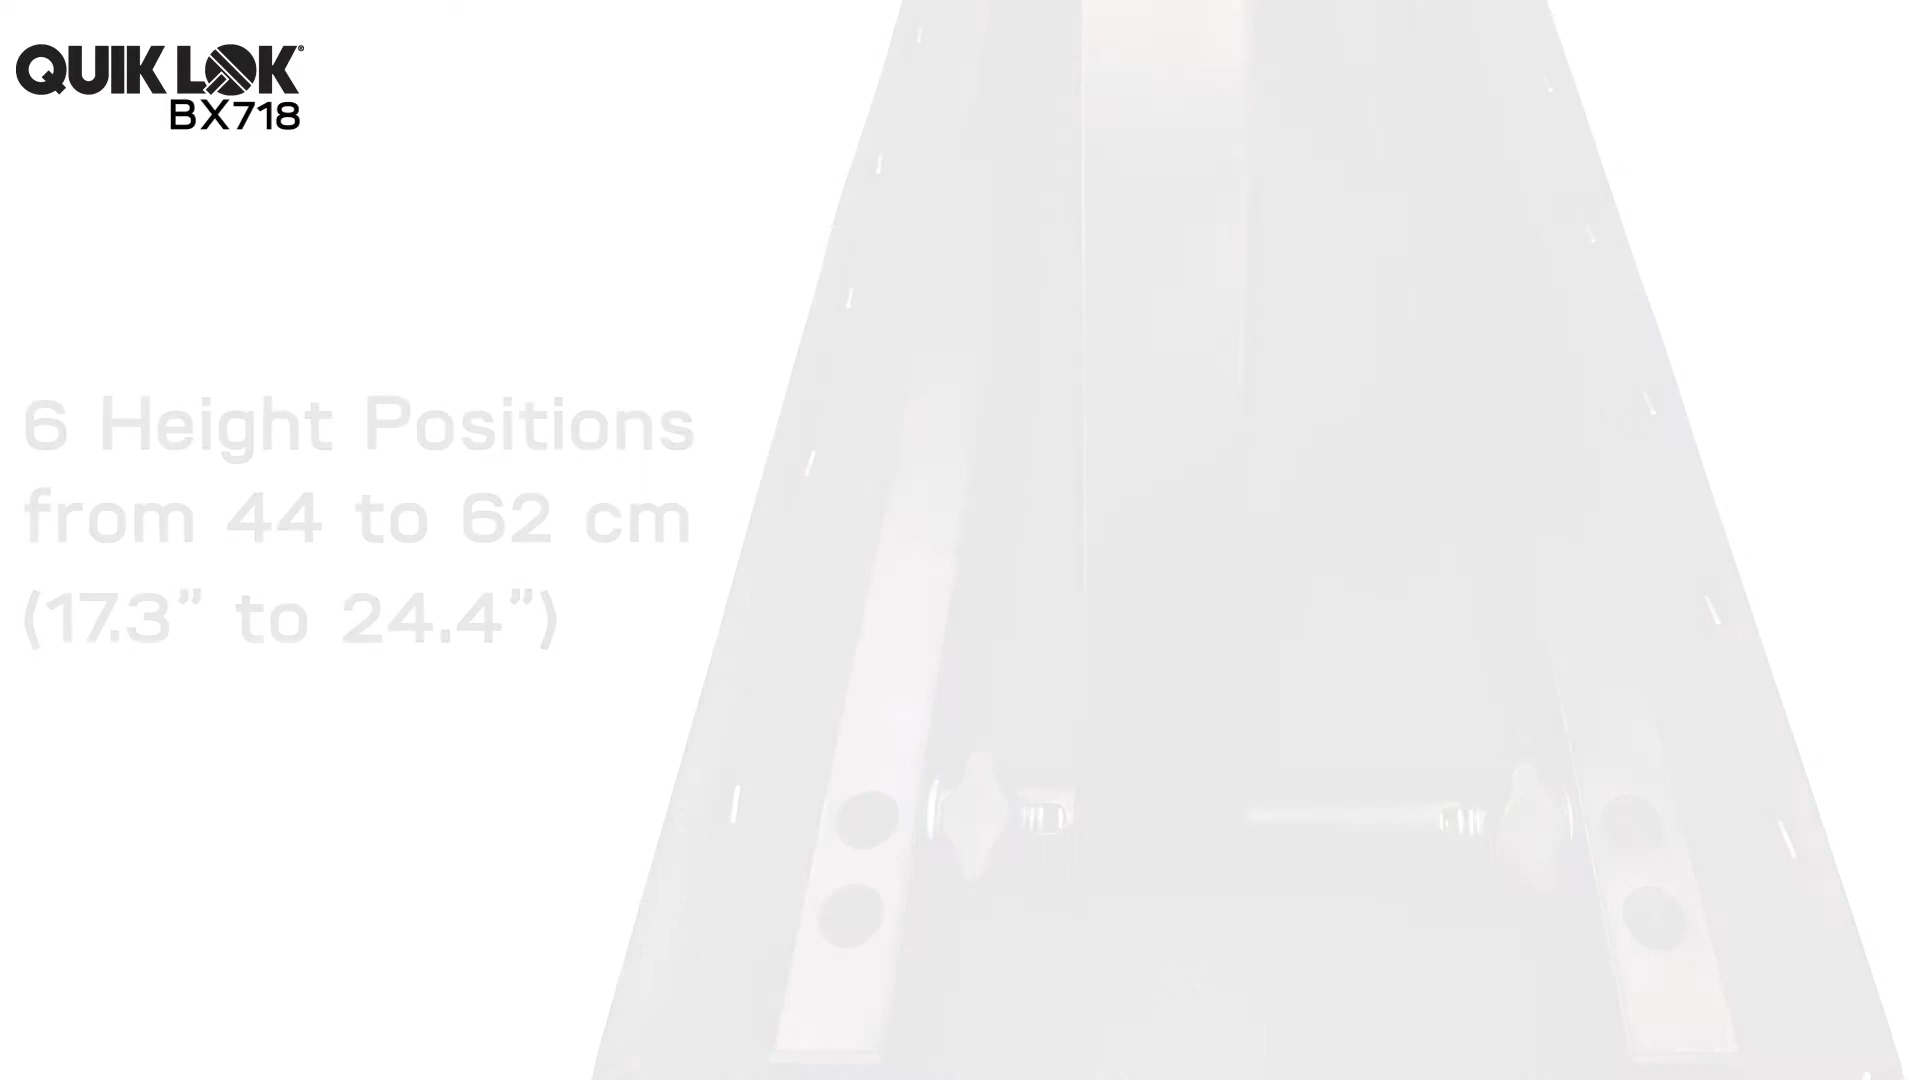 QUIK LOK®
BX718
6 Height Positions
from 44 to 62 cm
(17.3” to 24.4”)